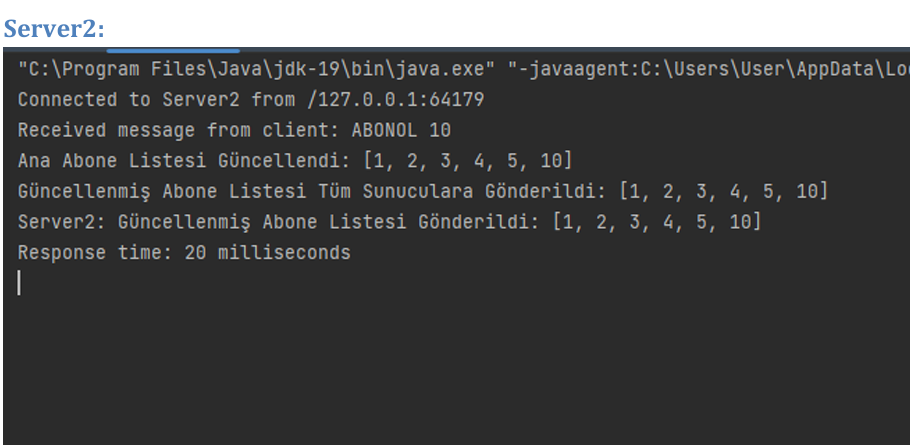 Server2:
"C:\Program Files\Java\jdk-19\bin\java.exe" "-javaagent:C:\Users\User\AppData\Lo
Connected to Server2 from /127.0.0.1:64179
Received message from client: ABONOL 10
Ana Abone Listesi Güncellendi: [1, 2, 3, 4, 5, 10]
Güncellenmiş Abone Listesi Tüm Sunuculara Gönderildi: [1, 2, 3, 4, 5, 10]
Server2: Güncellenmiş Abone Listesi Gönderildi: [1, 2, 3, 4, 5, 10]
Response time: 20 milliseconds